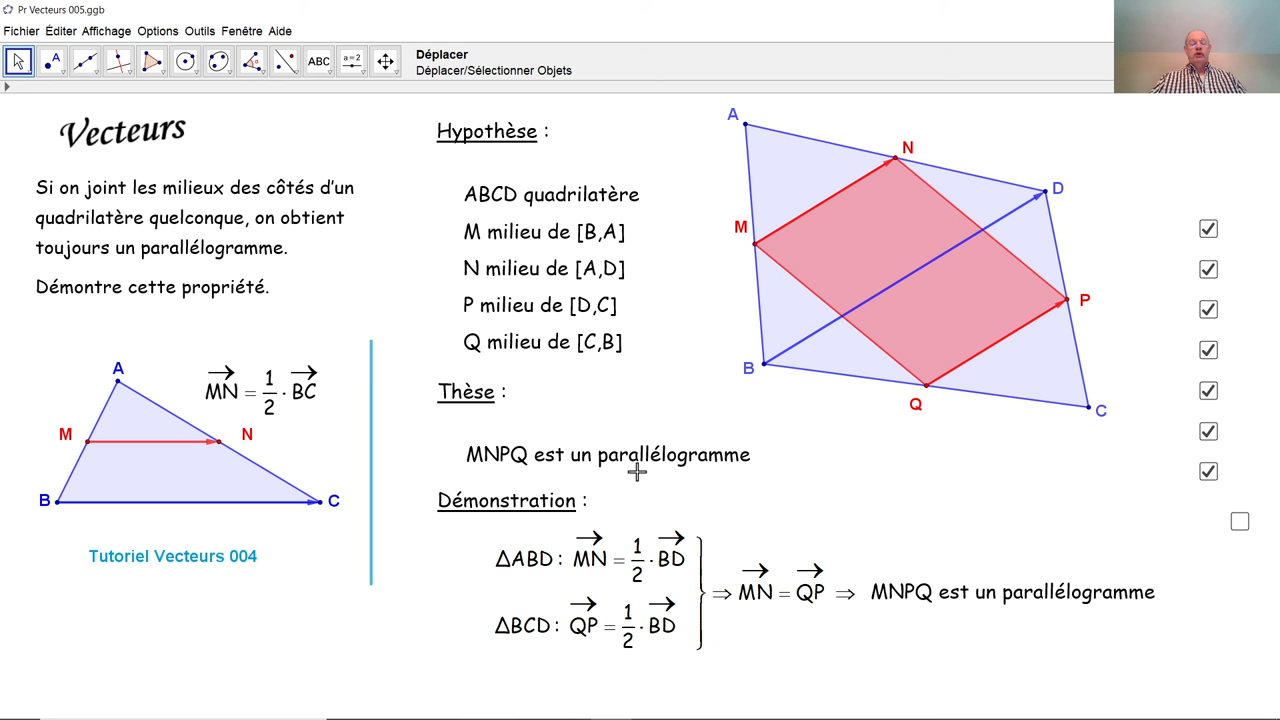 Pr Vecteurs 005.ggb
Fichier Éditer Affichage Options Outils Fenêtre Aide
A
ABC
a=2
Déplacer
Déplacer/Sélectionner Objets
Vecteurs
Si on joint les milieux des côtés d'un
quadrilatère quelconque, on obtient
toujours un parallélogramme.
Démontre cette propriété.
A
MN = 1/2 · BC
M
N
B
C
Tutoriel Vecteurs 004
Hypothèse :
ABCD quadrilatère
M milieu de [B,A]
N milieu de [A,D]
P milieu de [D,C]
Q milieu de [C,B]
Thèse :
MNPQ est un parallélogramme
Démonstration :
ΔABD : MN = 1/2 · BD
ΔBCD : QP = 1/2 · BD
⇒ MN = QP ⇒ MNPQ est un parallélogramme
A
N
D
M
P
B
Q
C